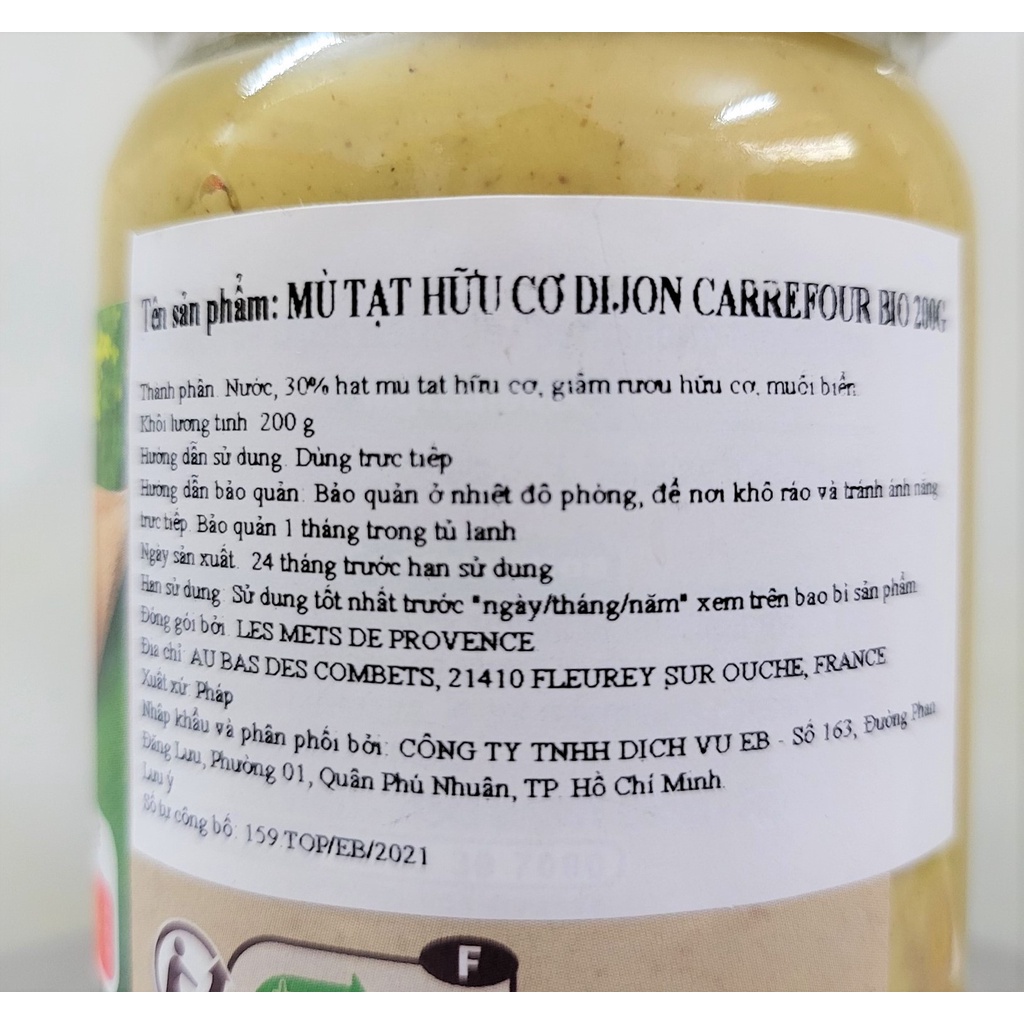 Tên sản phẩm: MÙ TẠT HỮU CƠ DIJON CARREFOUR BIO 200G
Thành phần: Nước, 30% hạt mù tạt hữu cơ, giấm rượu hữu cơ, muối biển
Khối lượng tịnh: 200 g
Hướng dẫn sử dụng: Dùng trực tiếp
Hướng dẫn bảo quản: Bảo quản ở nhiệt độ phòng, để nơi khô ráo và tránh ánh nắng
trực tiếp. Bảo quản 1 tháng trong tủ lạnh
Ngày sản xuất: 24 tháng trước hạn sử dụng
Hạn sử dụng: Sử dụng tốt nhất trước "ngày/tháng/năm" xem trên bao bì sản phẩm
Đóng gói bởi: LES METS DE PROVENCE
Địa chỉ: AU BAS DES COMBETS, 21410 FLEUREY SUR OUCHE, FRANCE
Xuất xứ: Pháp
Nhập khẩu và phân phối bởi: CÔNG TY TNHH DỊCH VỤ EB - Số 163, Đường Phan
Đăng Lưu, Phường 01, Quận Phú Nhuận, TP. Hồ Chí Minh.
Lưu ý
Số tự công bố: 159.TOP/EB/2021
F